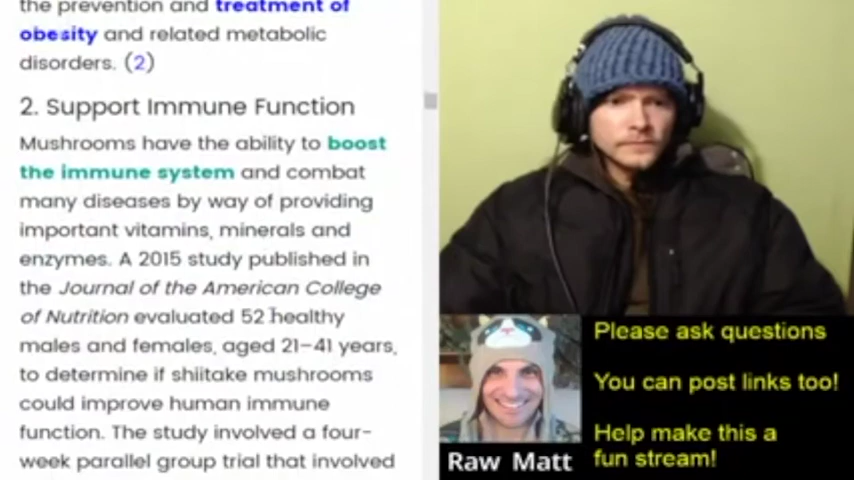 the prevention and treatment of
obesity and related metabolic
disorders. (2)
2. Support Immune Function
Mushrooms have the ability to boost
the immune system and combat
many diseases by way of providing
important vitamins, minerals and
enzymes. A 2015 study published in
the Journal of the American College
of Nutrition evaluated 52 healthy
males and females, aged 21–41 years,
to determine if shiitake mushrooms
could improve human immune
function. The study involved a four-
week parallel group trial that involved
Please ask questions
You can post links too!
Help make this a
fun stream!
Raw Matt